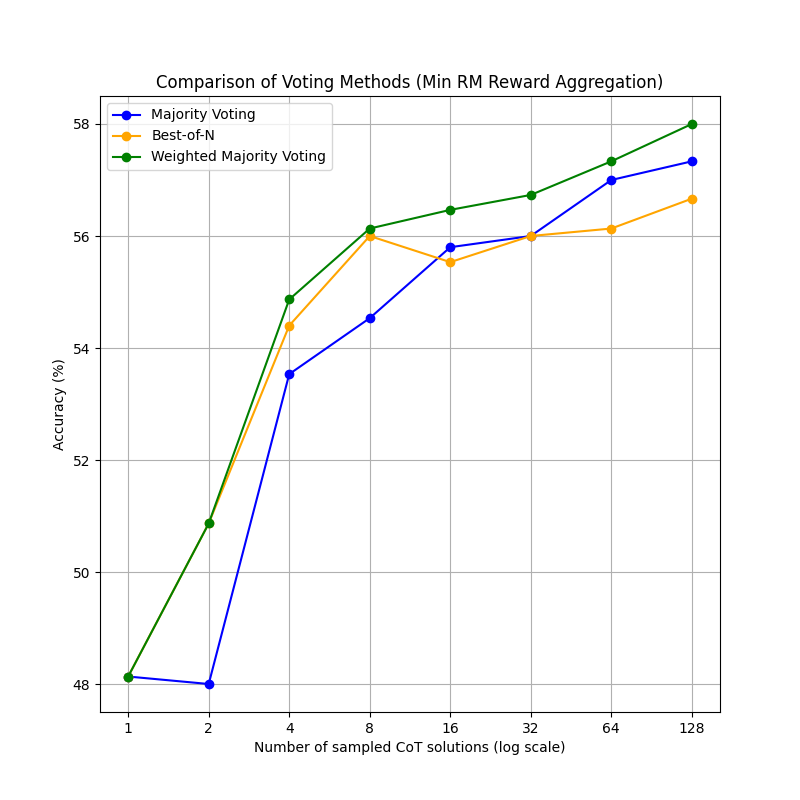 Comparison of Voting Methods (Min RM Reward Aggregation)
Majority Voting
Best-of-N
Weighted Majority Voting
58
56
54
52
50
48
Accuracy (%)
1 2 4 8 16 32 64 128
Number of sampled CoT solutions (log scale)